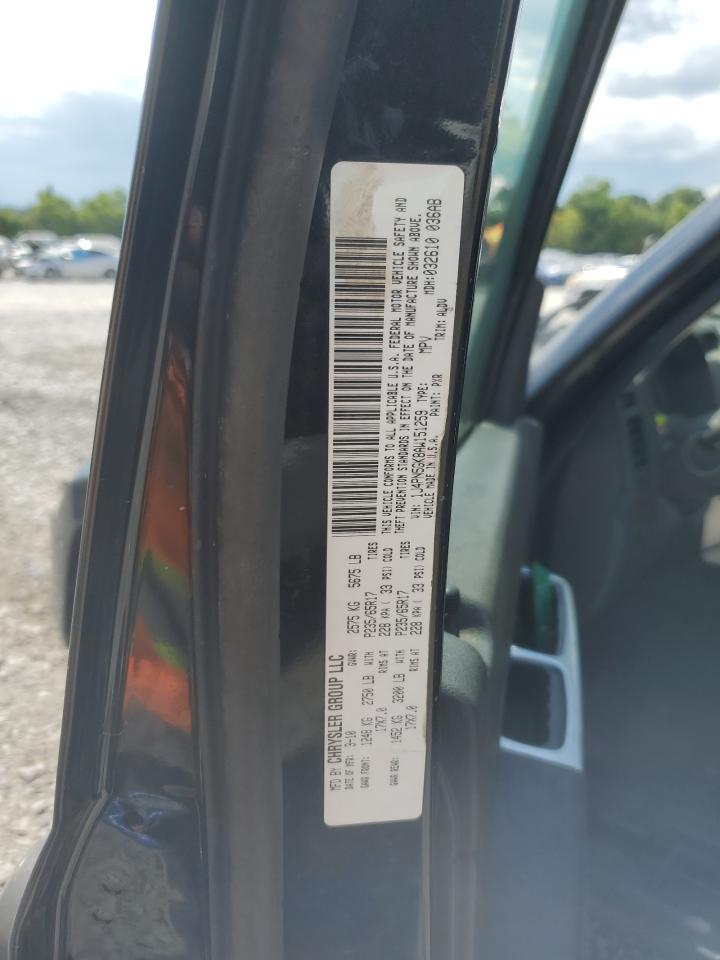 MFD BY CHRYSLER GROUP LLC
DATE OF MFR: 3-10 GVWR: 2575 KG 5675 LB
GAWR FRONT: 1248 KG 2750 LB WITH P235/65R17 TIRES
17X7.0 RIMS AT 228 KPA ( 33 PSI) COLD
GAWR REAR: 1452 KG 3200 LB WITH P235/65R17 TIRES
17X7.0 RIMS AT 228 KPA ( 33 PSI) COLD
THIS VEHICLE CONFORMS TO ALL APPLICABLE U.S.A. FEDERAL MOTOR VEHICLE SAFETY AND
THEFT PREVENTION STANDARDS IN EFFECT ON THE DATE OF MANUFACTURE SHOWN ABOVE.
VIN: 1J4PN5GK8AW151259 TYPE: MPV MDH: 032610 036AB
VEHICLE MADE IN U.S.A. PAINT: PXR TRIM: ALDV